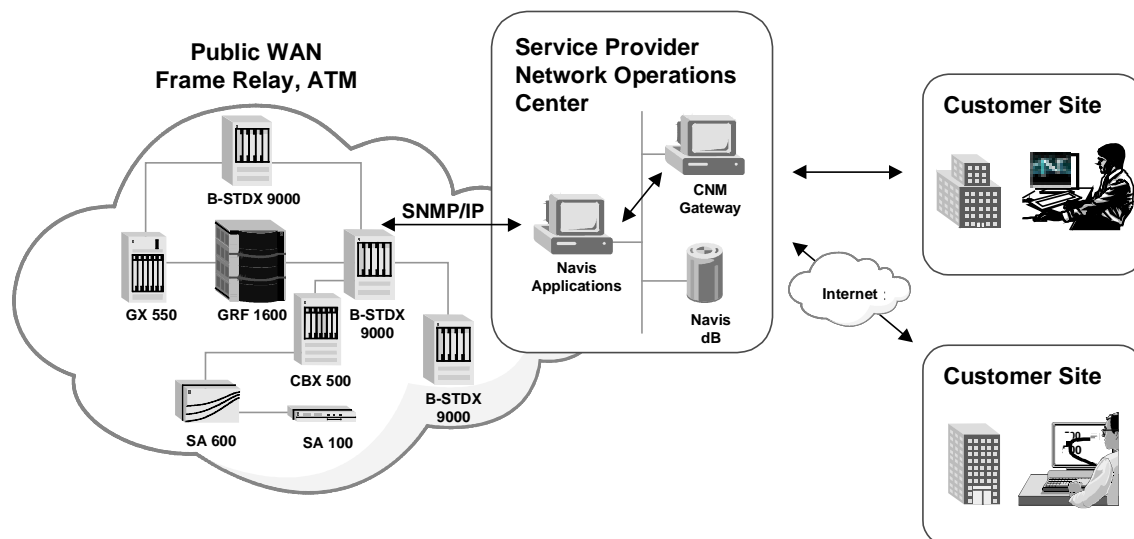 Public WAN
Frame Relay, ATM
Service Provider
Network Operations
Center
B-STDX 9000
SNMP/IP
CNM
Gateway
Navis
Applications
Navis
dB
GX 550
GRF 1600
B-STDX
9000
CBX 500
B-STDX
9000
SA 600
SA 100
Internet
Customer Site
Customer Site